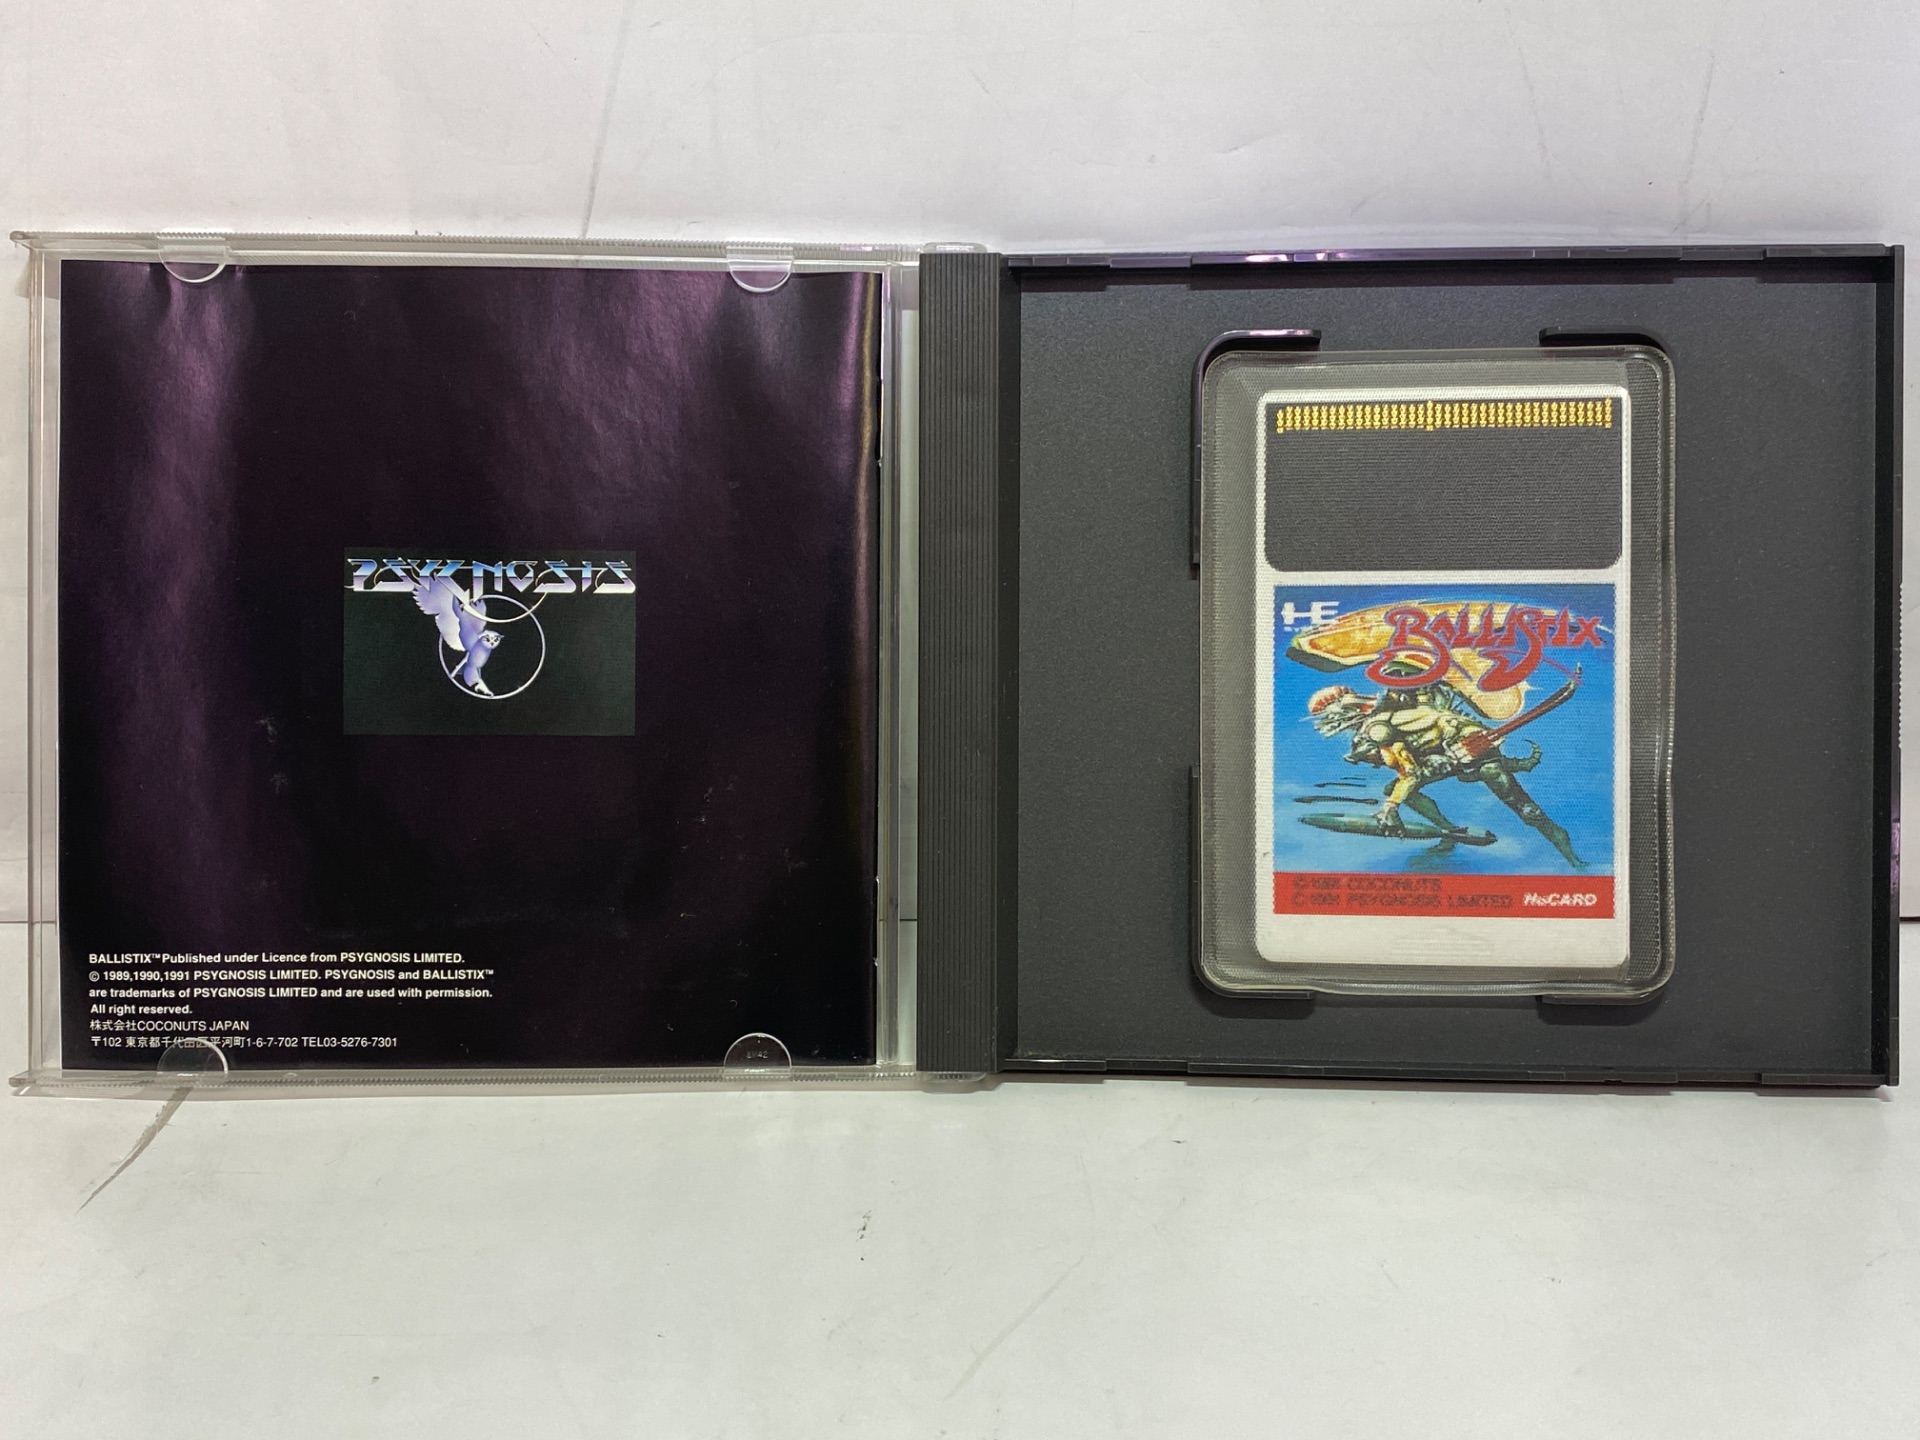 PSYGNOSIS
BALLISTIX™ Published under Licence from PSYGNOSIS LIMITED.
© 1989,1990,1991 PSYGNOSIS LIMITED. PSYGNOSIS and BALLISTIX™
are trademarks of PSYGNOSIS LIMITED and are used with permission.
All right reserved.
株式会社COCONUTS JAPAN
〒102 東京都千代田区平河町1-6-7-702 TEL03-5276-7301
HE
BALLISTIX
COCONUTS
PSYGNOSIS LIMITED HuCARD